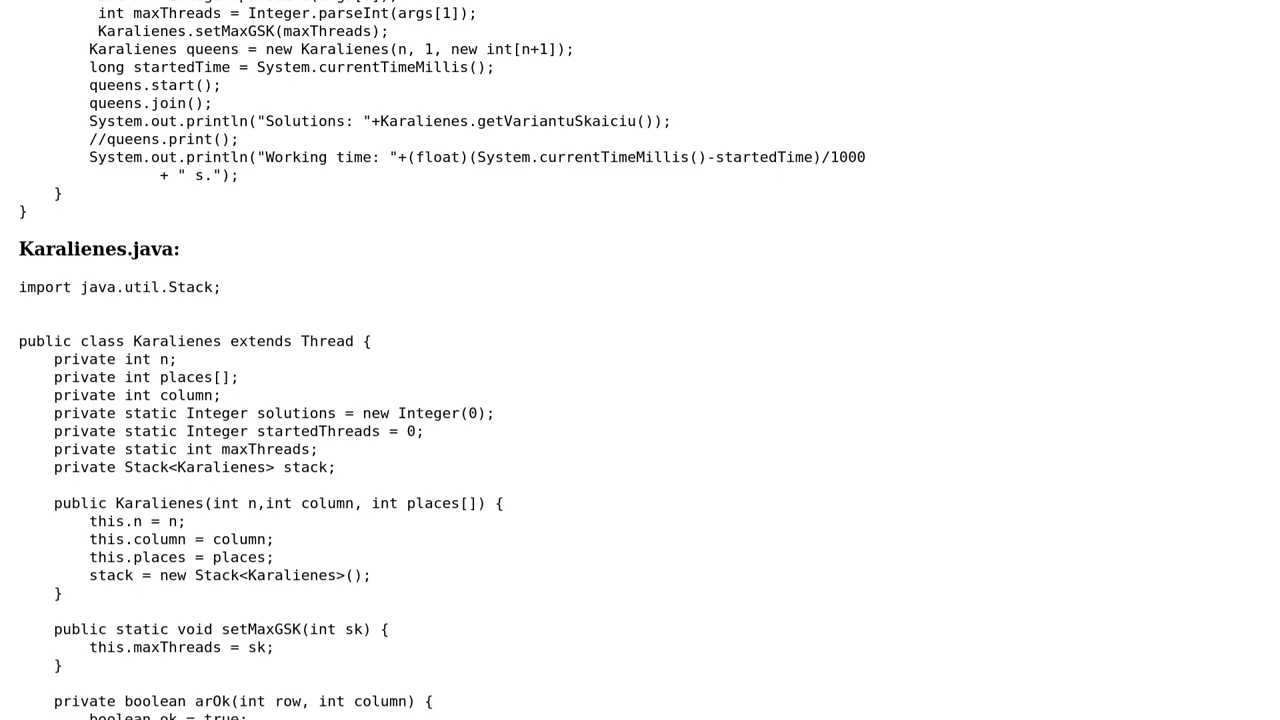 int maxThreads = Integer.parseInt(args[1]);
Karalienes.setMaxGSK(maxThreads);
Karalienes queens = new Karalienes(n, 1, new int[n+1]);
long startedTime = System.currentTimeMillis();
queens.start();
queens.join();
System.out.println("Solutions: "+Karalienes.getVariantuSkaiciu());
//queens.print();
System.out.println("Working time: "+(float)(System.currentTimeMillis()-startedTime)/1000
+ " s.");
}
}
Karalienes.java:
import java.util.Stack;
public class Karalienes extends Thread {
private int n;
private int places[];
private int column;
private static Integer solutions = new Integer(0);
private static Integer startedThreads = 0;
private static int maxThreads;
private Stack<Karalienes> stack;
public Karalienes(int n,int column, int places[]) {
this.n = n;
this.column = column;
this.places = places;
stack = new Stack<Karalienes>();
}
public static void setMaxGSK(int sk) {
this.maxThreads = sk;
}
private boolean arOk(int row, int column) {
boolean ok = true;